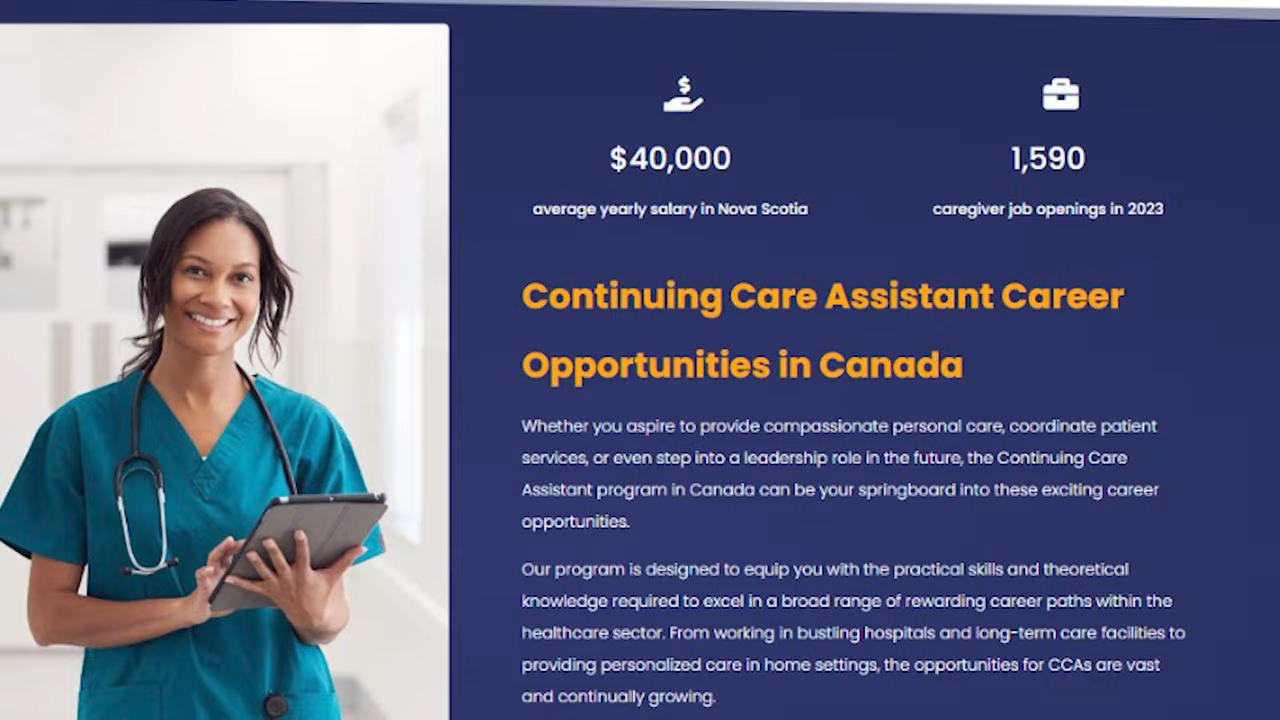 $40,000
average yearly salary in Nova Scotia
1,590
caregiver job openings in 2023
Continuing Care Assistant Career
Opportunities in Canada
Whether you aspire to provide compassionate personal care, coordinate patient
services, or even step into a leadership role in the future, the Continuing Care
Assistant program in Canada can be your springboard into these exciting career
opportunities.
Our program is designed to equip you with the practical skills and theoretical
knowledge required to excel in a broad range of rewarding career paths within the
healthcare sector. From working in bustling hospitals and long-term care facilities to
providing personalized care in home settings, the opportunities for CCAs are vast
and continually growing.